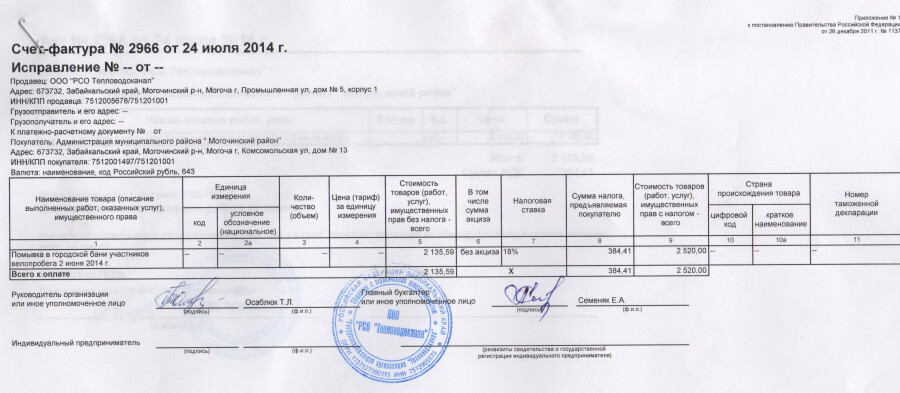 Приложение № 1
к постановлению Правительства Российской Федерации
от 26 декабря 2011 г. № 1137
Счет-фактура № 2966 от 24 июля 2014 г.
Исправление № -- от --
Продавец: ООО "РСО Тепловодоканал"
Адрес: 673732, Забайкальский край, Могочинский р-н, Могоча г, Промышленная ул, дом № 5, корпус 1
ИНН/КПП продавца: 7512005678/751201001
Грузоотправитель и его адрес: --
Грузополучатель и его адрес: --
К платежно-расчетному документу № от
Покупатель: Администрация муниципального района " Могочинский район"
Адрес: 673732, Забайкальский край, Могочинский р-н, Могоча г, Комсомольская ул, дом № 13
ИНН/КПП покупателя: 7512001497/751201001
Валюта: наименование, код Российский рубль, 643
Наименование товара (описание выполненных работ, оказанных услуг), имущественного права
Единица измерения
код
условное обозначение (национальное)
Коли-чество (объем)
Цена (тариф) за единицу измерения
Стоимость товаров (работ, услуг), имущественных прав без налога - всего
В том числе сумма акциза
Налоговая ставка
Сумма налога, предъявляемая покупателю
Стоимость товаров (работ, услуг), имущественных прав с налогом - всего
Страна происхождения товара
цифровой код
краткое наименование
Номер таможенной декларации
1 2 2а 3 4 5 6 7 8 9 10 10а 11
Помывка в городской бани участников велопробега 2 июня 2014 г. -- -- -- -- 2 135,59 без акциза 18% 384,41 2 520,00 -- -- --
Всего к оплате 2 135,59 Х 384,41 2 520,00
Руководитель организации
или иное уполномоченное лицо
Осаблюк Т.Л.
(подпись) (ф.и.о.)
Главный бухгалтер
или иное уполномоченное лицо
Семеняк Е.А.
(подпись) (ф.и.о.)
ООО
"РСО "Тепловодоканал"
РОССИЙСКАЯ ФЕДЕРАЦИЯ ЗАБАЙКАЛЬСКИЙ КРАЙ
Индивидуальный предприниматель
(подпись) (ф.и.о.)
(реквизиты свидетельства о государственной
регистрации индивидуального предпринимателя)